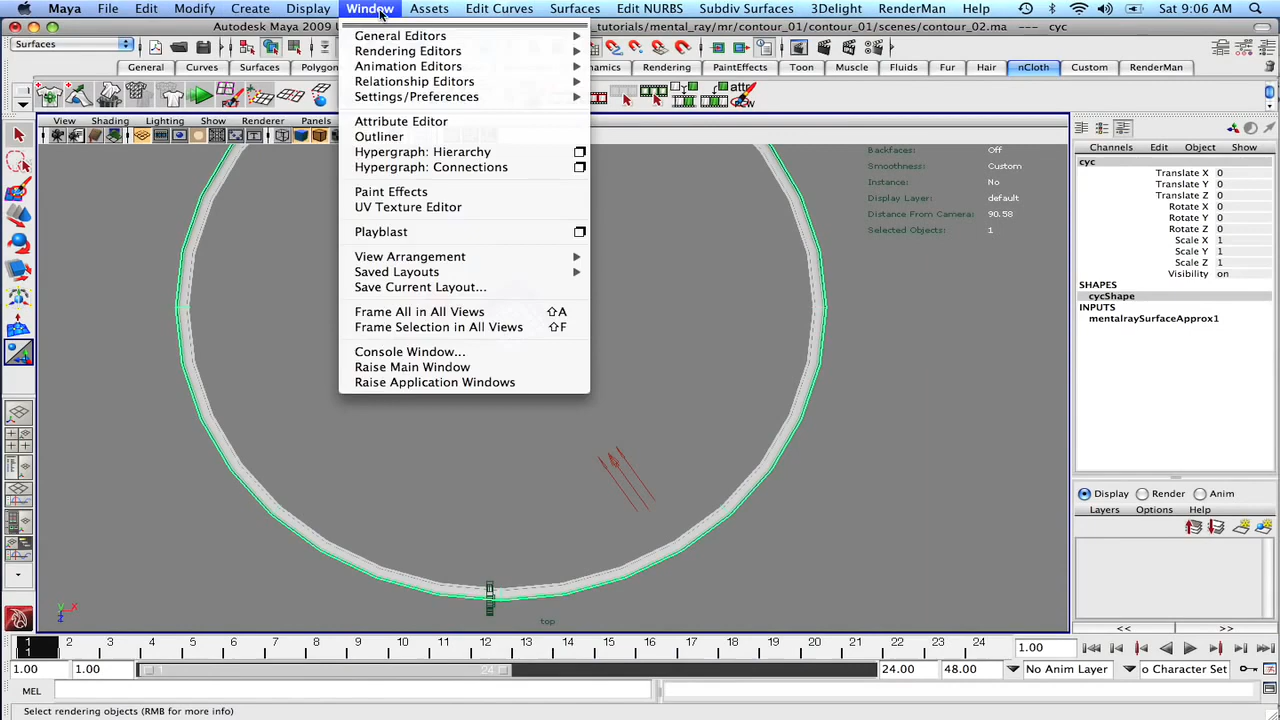 Maya File Edit Modify Create Display Window Assets Edit Curves Surfaces Edit NURBS Subdiv Surfaces 3Delight RenderMan Help Sat 9:06 AM
Autodesk Maya 2009 _tutorials/mental_ray/mr/contour_01/scenes/contour_02.ma --- cyc
Surfaces
General Curves Surfaces Polygon namics Rendering PaintEffects Toon Muscle Fluids Fur Hair nCloth Custom RenderMan
attr
View Shading Lighting Show Renderer Panels
General Editors
Rendering Editors
Animation Editors
Relationship Editors
Settings/Preferences
Attribute Editor
Outliner
Hypergraph: Hierarchy
Hypergraph: Connections
Paint Effects
UV Texture Editor
Playblast
View Arrangement
Saved Layouts
Save Current Layout...
Frame All in All Views ⇧A
Frame Selection in All Views ⇧F
Console Window...
Raise Main Window
Raise Application Windows
Backfaces: Off
Smoothness: Custom
Instance: No
Display Layer: default
Distance From Camera: 90.58
Selected Objects: 1
Channels Edit Object Show
cyc
Translate X 0
Translate Y 0
Translate Z 0
Rotate X 0
Rotate Y 0
Rotate Z 0
Scale X 1
Scale Y 1
Scale Z 1
Visibility on
SHAPES
cycShape
INPUTS
mentalraySurfaceApprox1
Display Render Anim
Layers Options Help
y x
z
top
<< >>
1 2 3 4 5 6 7 8 9 10 11 12 13 14 15 16 17 18 19 20 21 22 23 24 1.00
1
1.00 1.00 1 24 24.00 48.00 No Anim Layer o Character Set
MEL
Select rendering objects (RMB for more info)